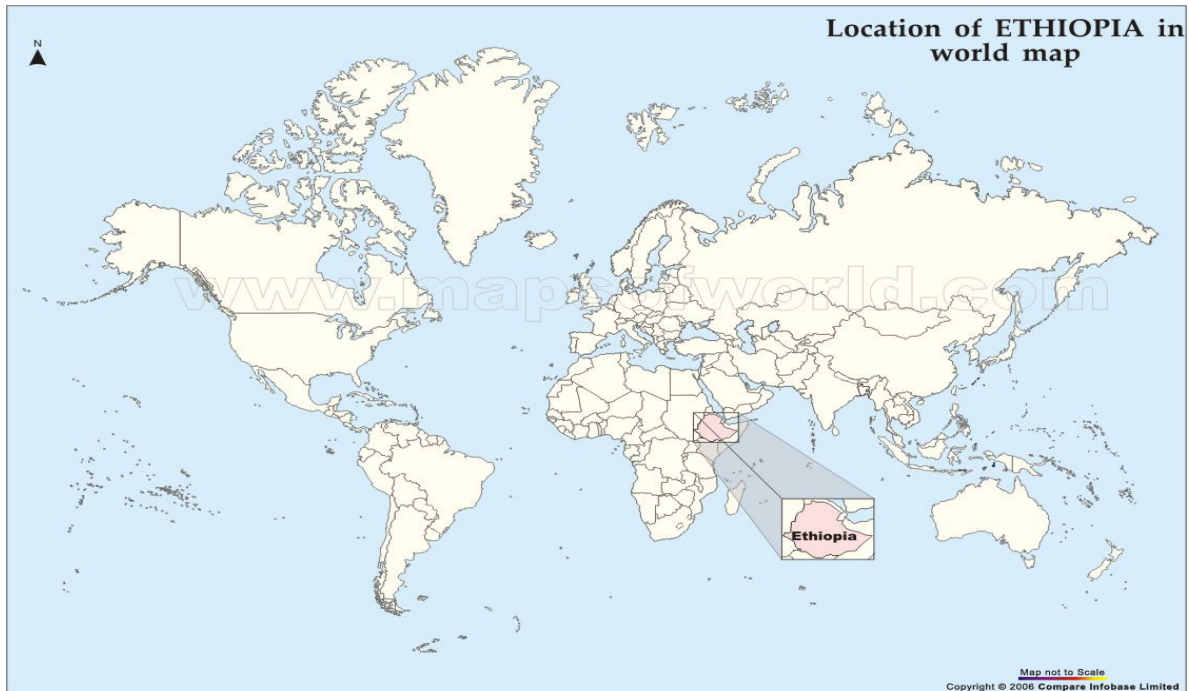 Location of ETHIOPIA in
world map
N
www.mapsofworld.com
Ethiopia
Map not to Scale
Copyright © 2006 Compare Infobase Limited